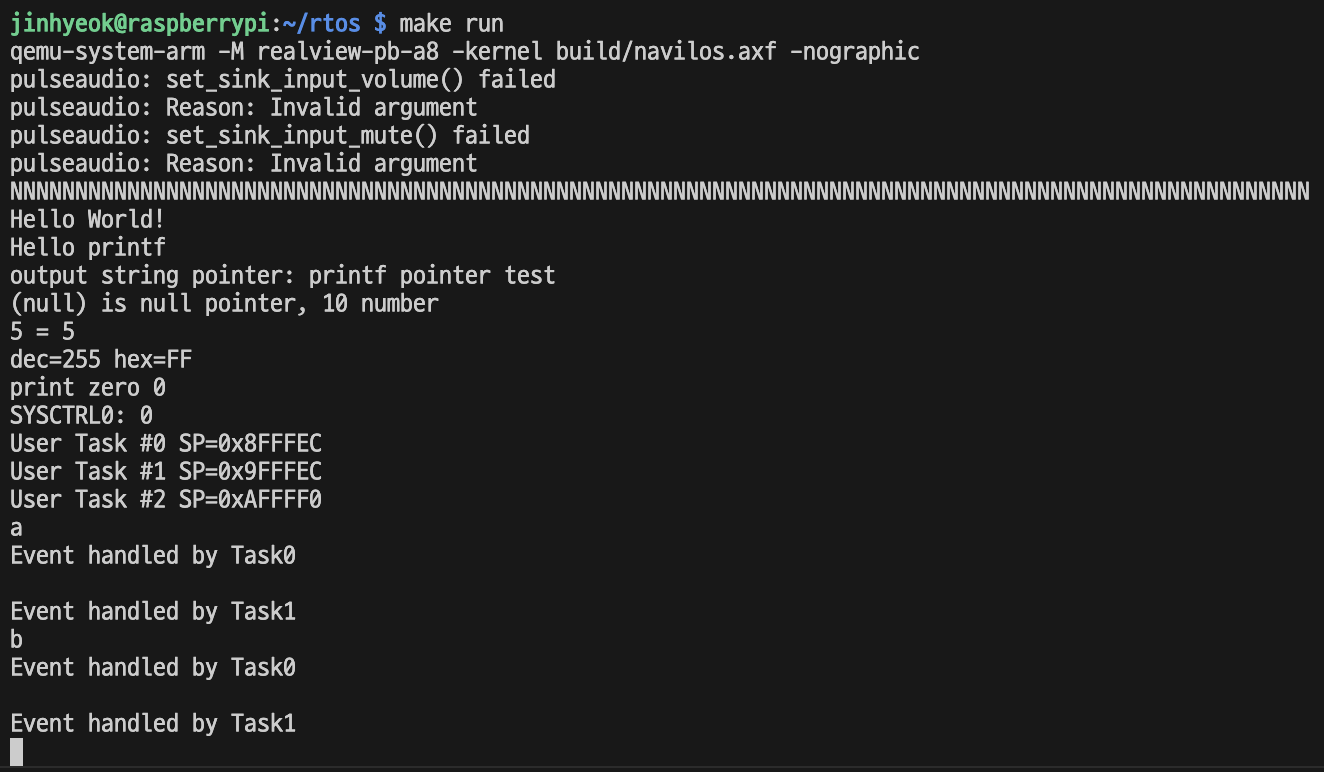 jinhyeok@raspberrypi:~/rtos $ make run
qemu-system-arm -M realview-pb-a8 -kernel build/navilos.axf -nographic
pulseaudio: set_sink_input_volume() failed
pulseaudio: Reason: Invalid argument
pulseaudio: set_sink_input_mute() failed
pulseaudio: Reason: Invalid argument
NNNNNNNNNNNNNNNNNNNNNNNNNNNNNNNNNNNNNNNNNNNNNNNNNNNNNNNNNNNNNNNNNNNNNNNNNNNNNNNNNNNNNNNNNNNNNNNNNNNN
Hello World!
Hello printf
output string pointer: printf pointer test
(null) is null pointer, 10 number
5 = 5
dec=255 hex=FF
print zero 0
SYSCTRL0: 0
User Task #0 SP=0x8FFFEC
User Task #1 SP=0x9FFFEC
User Task #2 SP=0xAFFFF0
a
Event handled by Task0
Event handled by Task1
b
Event handled by Task0
Event handled by Task1